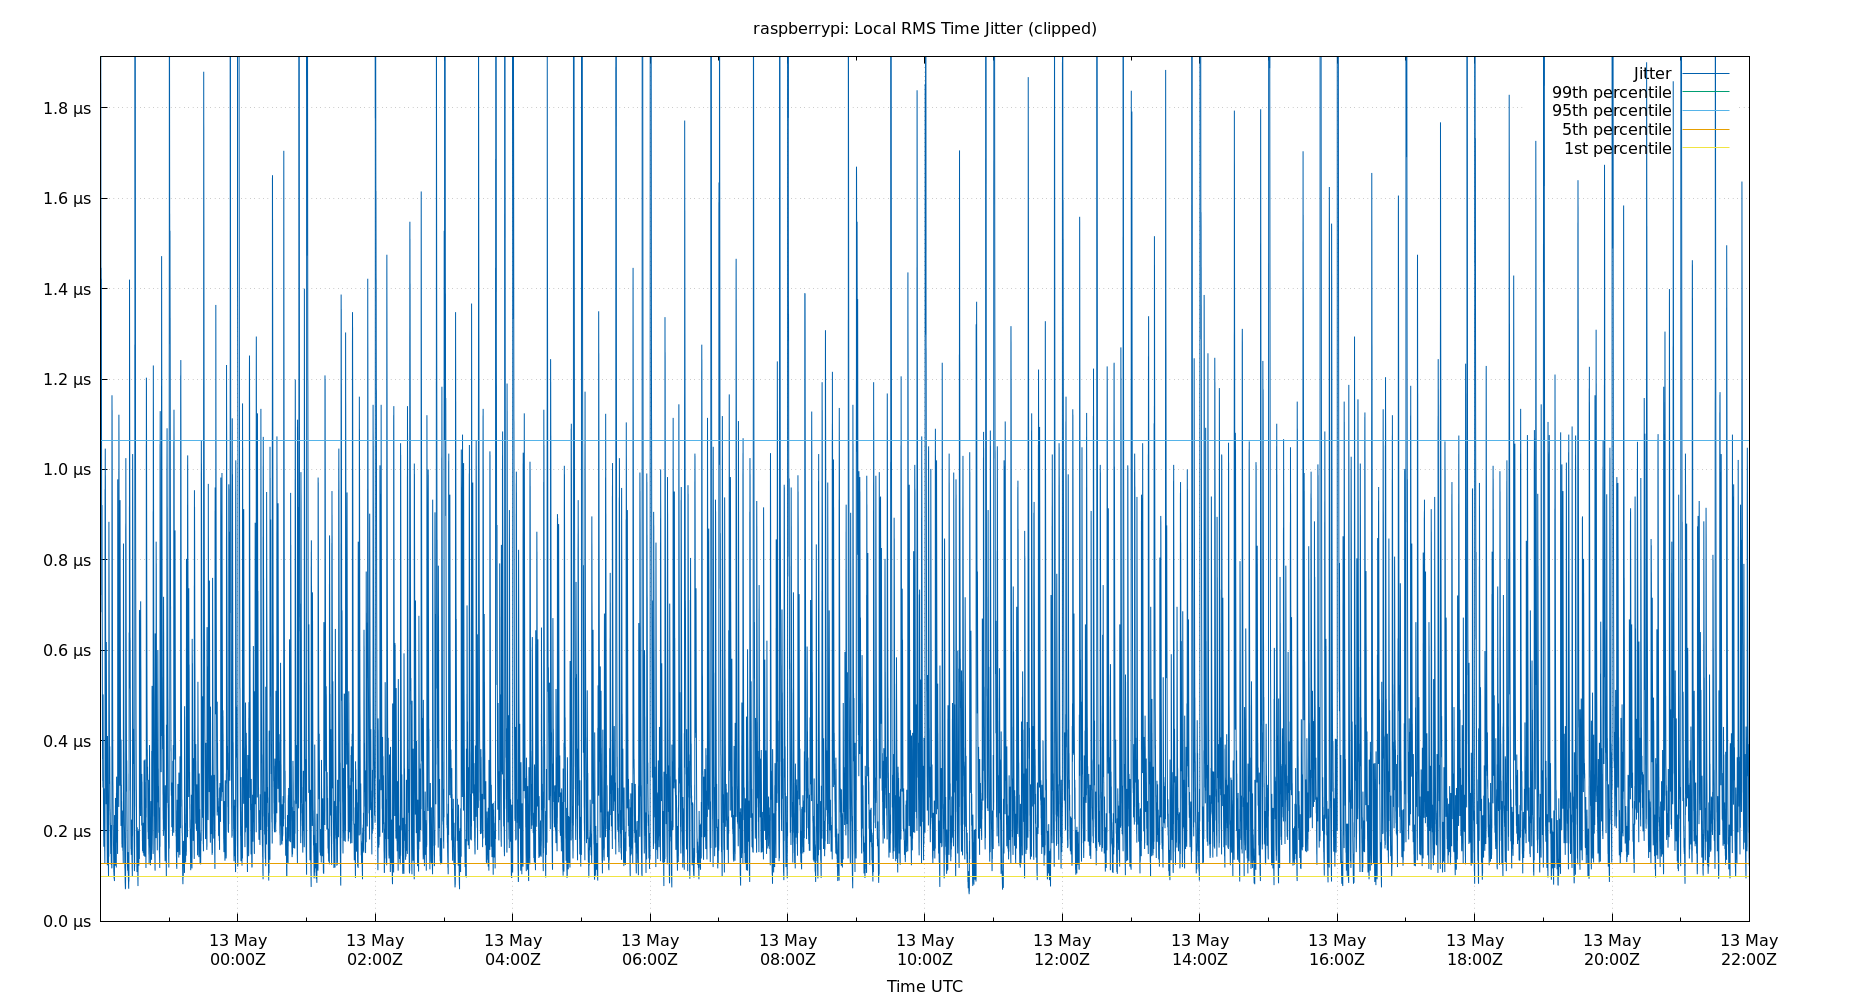 raspberrypi: Local RMS Time Jitter (clipped)
Jitter
99th percentile
95th percentile
5th percentile
1st percentile
1.8 µs
1.6 µs
1.4 µs
1.2 µs
1.0 µs
0.8 µs
0.6 µs
0.4 µs
0.2 µs
0.0 µs
13 May 13 May 13 May 13 May 13 May 13 May 13 May 13 May 13 May 13 May 13 May 13 May
00:00Z 02:00Z 04:00Z 06:00Z 08:00Z 10:00Z 12:00Z 14:00Z 16:00Z 18:00Z 20:00Z 22:00Z
Time UTC